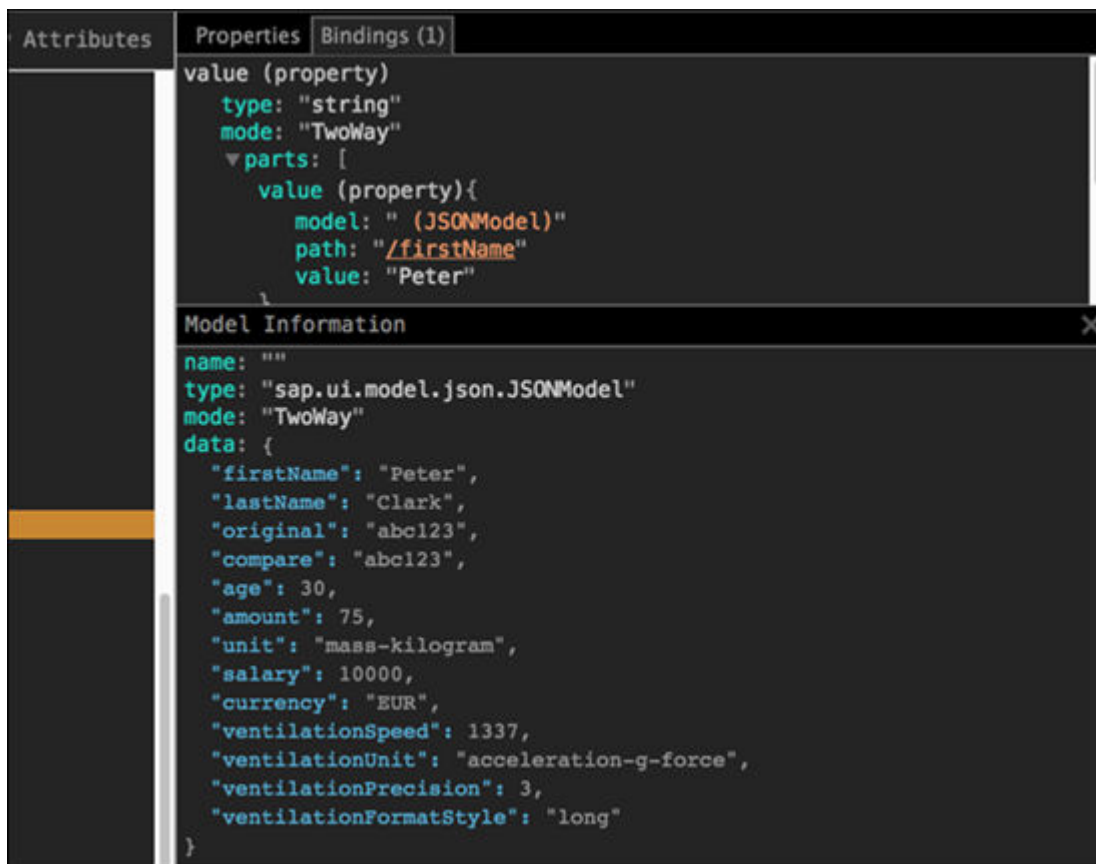 Attributes
Properties Bindings (1)
value (property)
type: "string"
mode: "TwoWay"
▼parts: [
value (property){
model: " (JSONModel)"
path: "/firstName"
value: "Peter"
}
Model Information
name: ""
type: "sap.ui.model.json.JSONModel"
mode: "TwoWay"
data: {
"firstName": "Peter",
"lastName": "Clark",
"original": "abc123",
"compare": "abc123",
"age": 30,
"amount": 75,
"unit": "mass-kilogram",
"salary": 10000,
"currency": "EUR",
"ventilationSpeed": 1337,
"ventilationUnit": "acceleration-g-force",
"ventilationPrecision": 3,
"ventilationFormatStyle": "long"
}